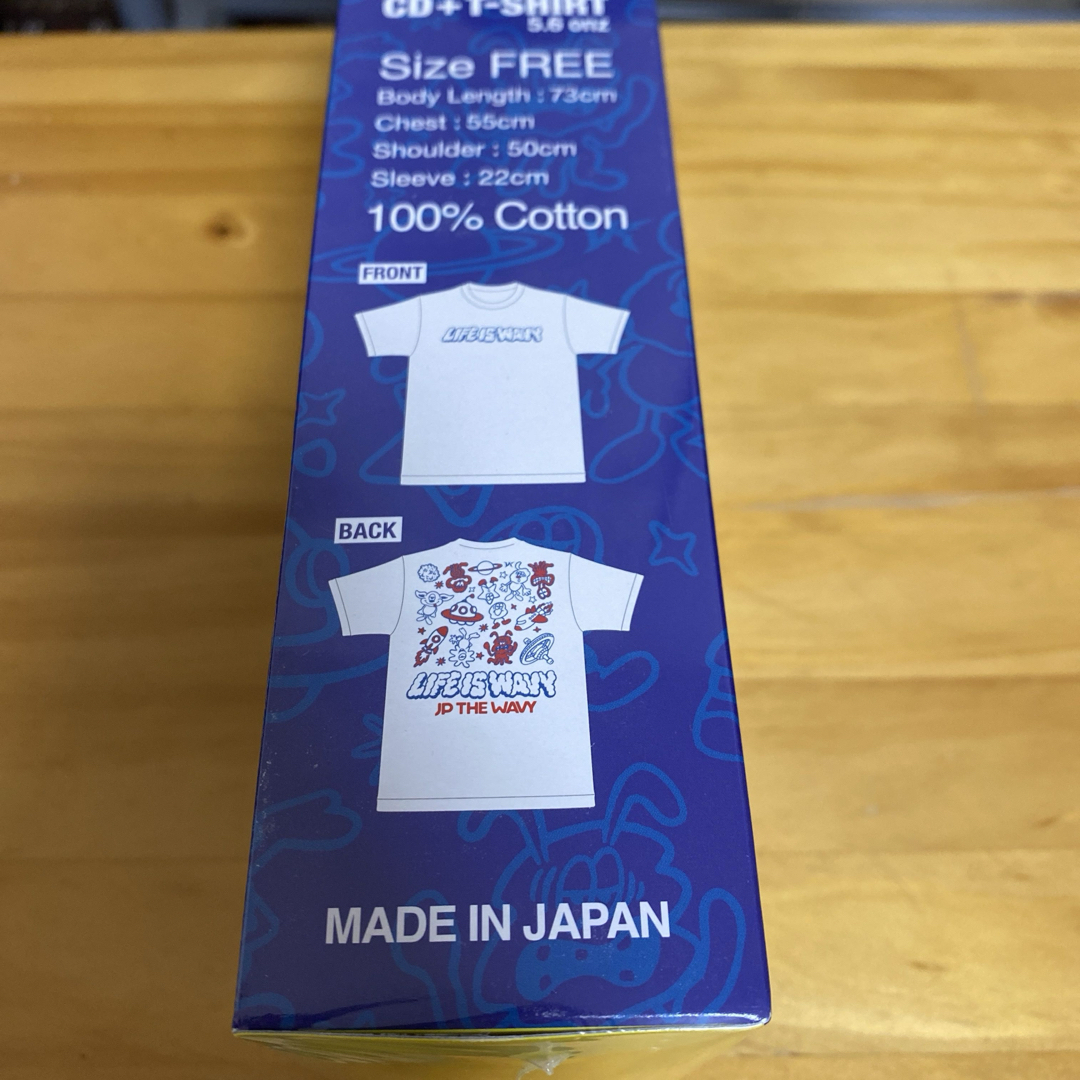 CD+T-SHIRT
5.6 onz
Size FREE
Body Length : 73cm
Chest : 55cm
Shoulder : 50cm
Sleeve : 22cm
100% Cotton
FRONT
LIFE IS WAVY
BACK
LIFE IS WAVY
JP THE WAVY
MADE IN JAPAN